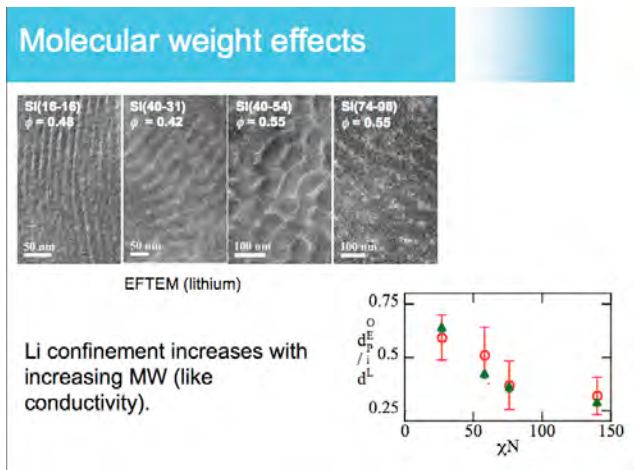 Molecular weight effects
SI(16-16)
ϕ = 0.48
SI(40-31)
ϕ = 0.42
SI(40-54)
ϕ = 0.55
SI(74-98)
ϕ = 0.55
50 nm
50 nm
100 nm
100 nm
EFTEM (lithium)
Li confinement increases with
increasing MW (like
conductivity).
0.75
0.5
0.25
dLi/dPEO
0 50 100 150
χN